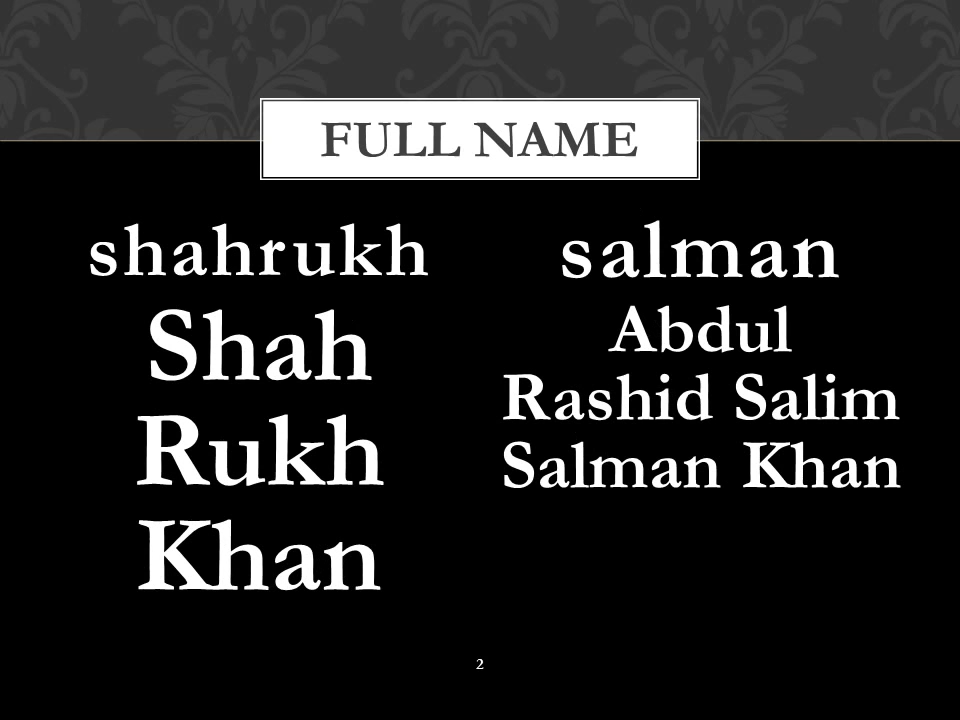 FULL NAME
shahrukh
Shah
Rukh
Khan
salman
Abdul
Rashid Salim
Salman Khan
2